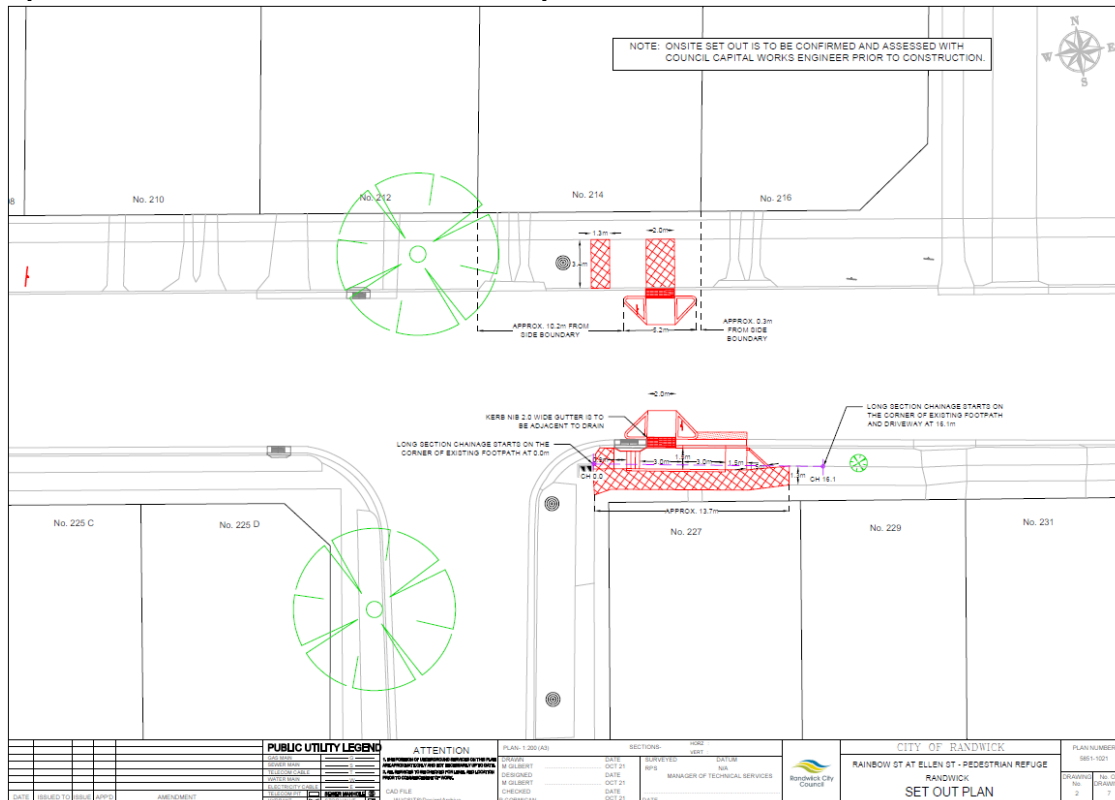 N
W
E
S
NOTE: ONSITE SET OUT IS TO BE CONFIRMED AND ASSESSED WITH
COUNCIL CAPITAL WORKS ENGINEER PRIOR TO CONSTRUCTION.
No. 210
No. 212
No. 214
No. 216
1.3m
2.0m
APPROX. 10.2m FROM
SIDE BOUNDARY
APPROX. 0.3m
FROM SIDE
BOUNDARY
2.0m
KERB NIB 2.0 WIDE GUTTER IS TO
BE ADJACENT TO DRAIN
LONG SECTION CHAINAGE STARTS ON THE
CORNER OF EXISTING FOOTPATH AT 0.0m
LONG SECTION CHAINAGE STARTS ON
THE CORNER OF EXISTING FOOTPATH
AND DRIVEWAY AT 16.1m
3.0m
3.0m
1.5m
CH 0.0
CH 16.1
APPROX. 13.7m
No. 225 C
No. 225 D
No. 227
No. 229
No. 231
DATE ISSUED TO ISSUE APP'D AMENDMENT
PUBLIC UTILITY LEGEND
GAS MAIN G
SEWER MAIN S
TELECOM CABLE T
WATER MAIN W
ELECTRICITY CABLE E
TELECOM PIT
ATTENTION
CAD FILE
PLAN- 1:200 (A3)
SECTIONS-
HORZ :
VERT :
DRAWN DATE
M GILBERT OCT 21
DESIGNED DATE
M GILBERT OCT 21
CHECKED DATE
OCT 21
SURVEYED DATUM
RPS N/A
MANAGER OF TECHNICAL SERVICES
DATE
Randwick City
Council
CITY OF RANDWICK
RAINBOW ST AT ELLEN ST - PEDESTRIAN REFUGE
RANDWICK
SET OUT PLAN
PLAN NUMBER
5851-1021
DRAWING
No
2
7